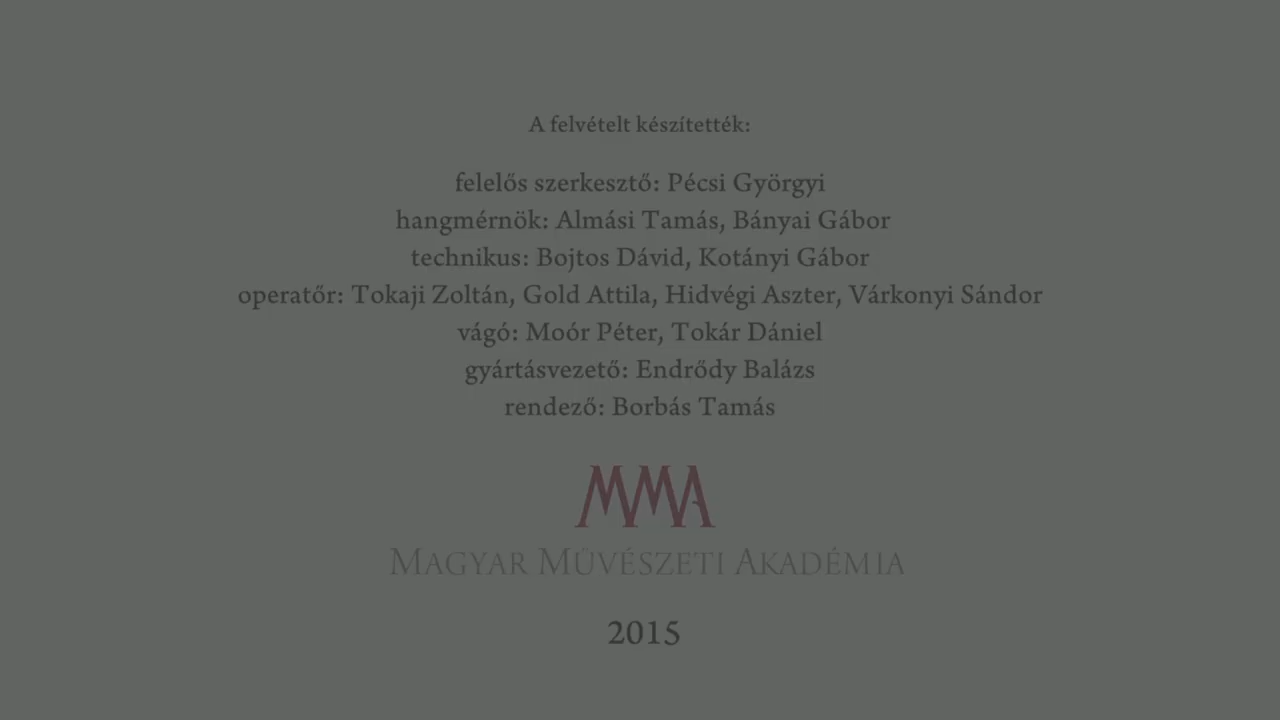 A felvételt készítették:
felelős szerkesztő: Pécsi Györgyi
hangmérnök: Almási Tamás, Bányai Gábor
technikus: Bojtos Dávid, Kotányi Gábor
operatőr: Tokaji Zoltán, Gold Attila, Hidvégi Aszter, Várkonyi Sándor
vágó: Moór Péter, Tokár Dániel
gyártásvezető: Endrődy Balázs
rendező: Borbás Tamás
MMA
Magyar Művészeti Akadémia
2015